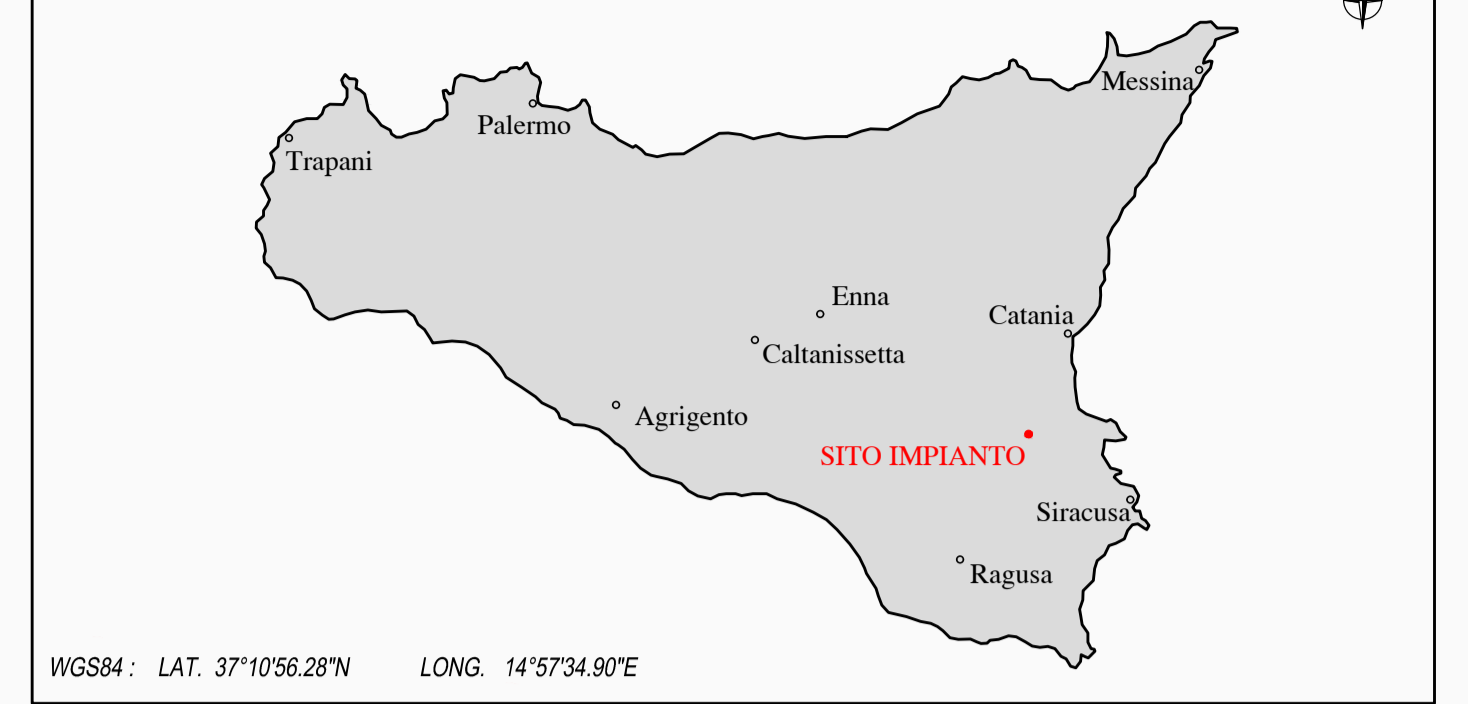 Messina
Palermo
Trapani
Enna
Catania
Caltanissetta
Agrigento
SITO IMPIANTO
Siracusa
Ragusa
WGS84 : LAT. 37°10'56.28"N LONG. 14°57'34.90"E